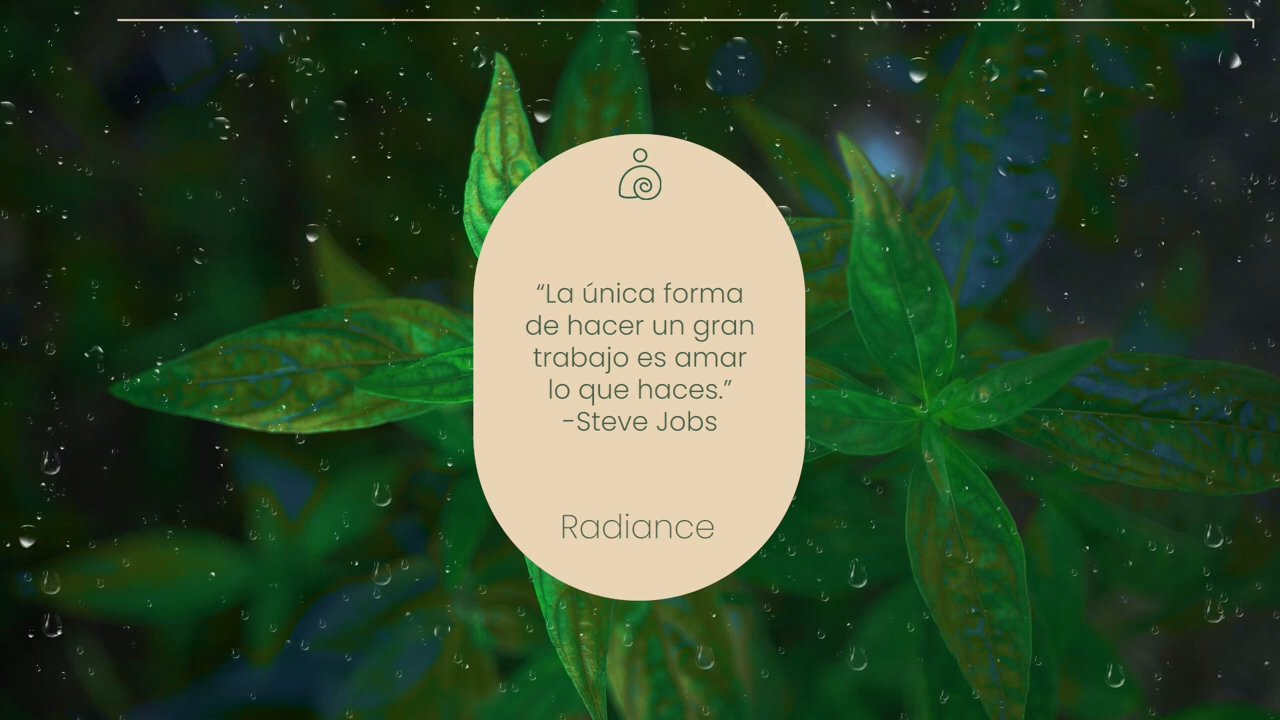 “La única forma
de hacer un gran
trabajo es amar
lo que haces.”
-Steve Jobs
Radiance